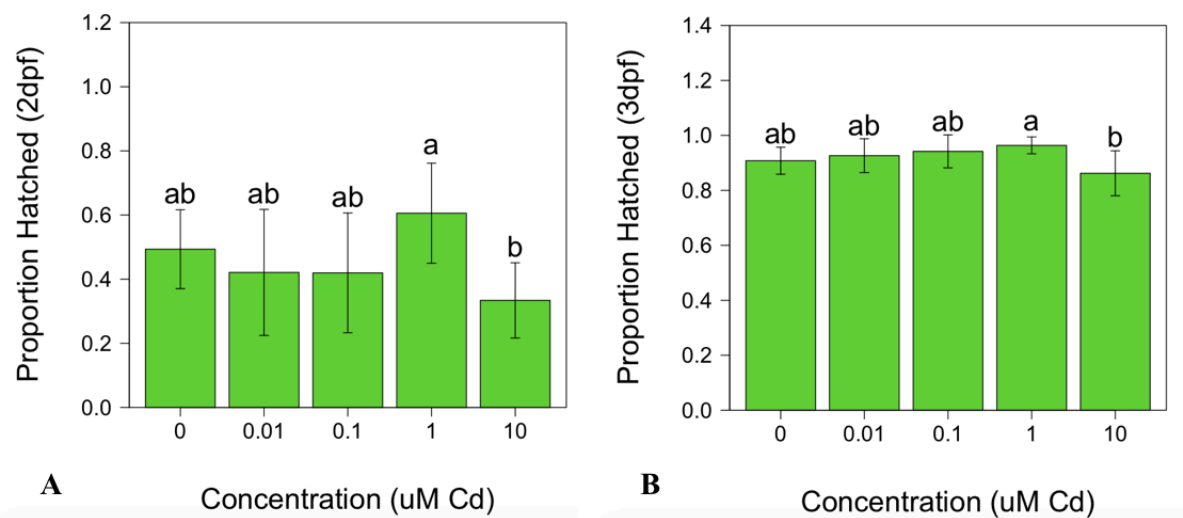 Proportion Hatched (2dpf)
1.2
1.0
0.8
0.6
0.4
0.2
0.0
ab
ab
ab
a
b
0 0.01 0.1 1 10
A
Concentration (uM Cd)
Proportion Hatched (3dpf)
1.4
1.2
1.0
0.8
0.6
0.4
0.2
0.0
ab
ab
ab
a
b
0 0.01 0.1 1 10
B
Concentration (uM Cd)